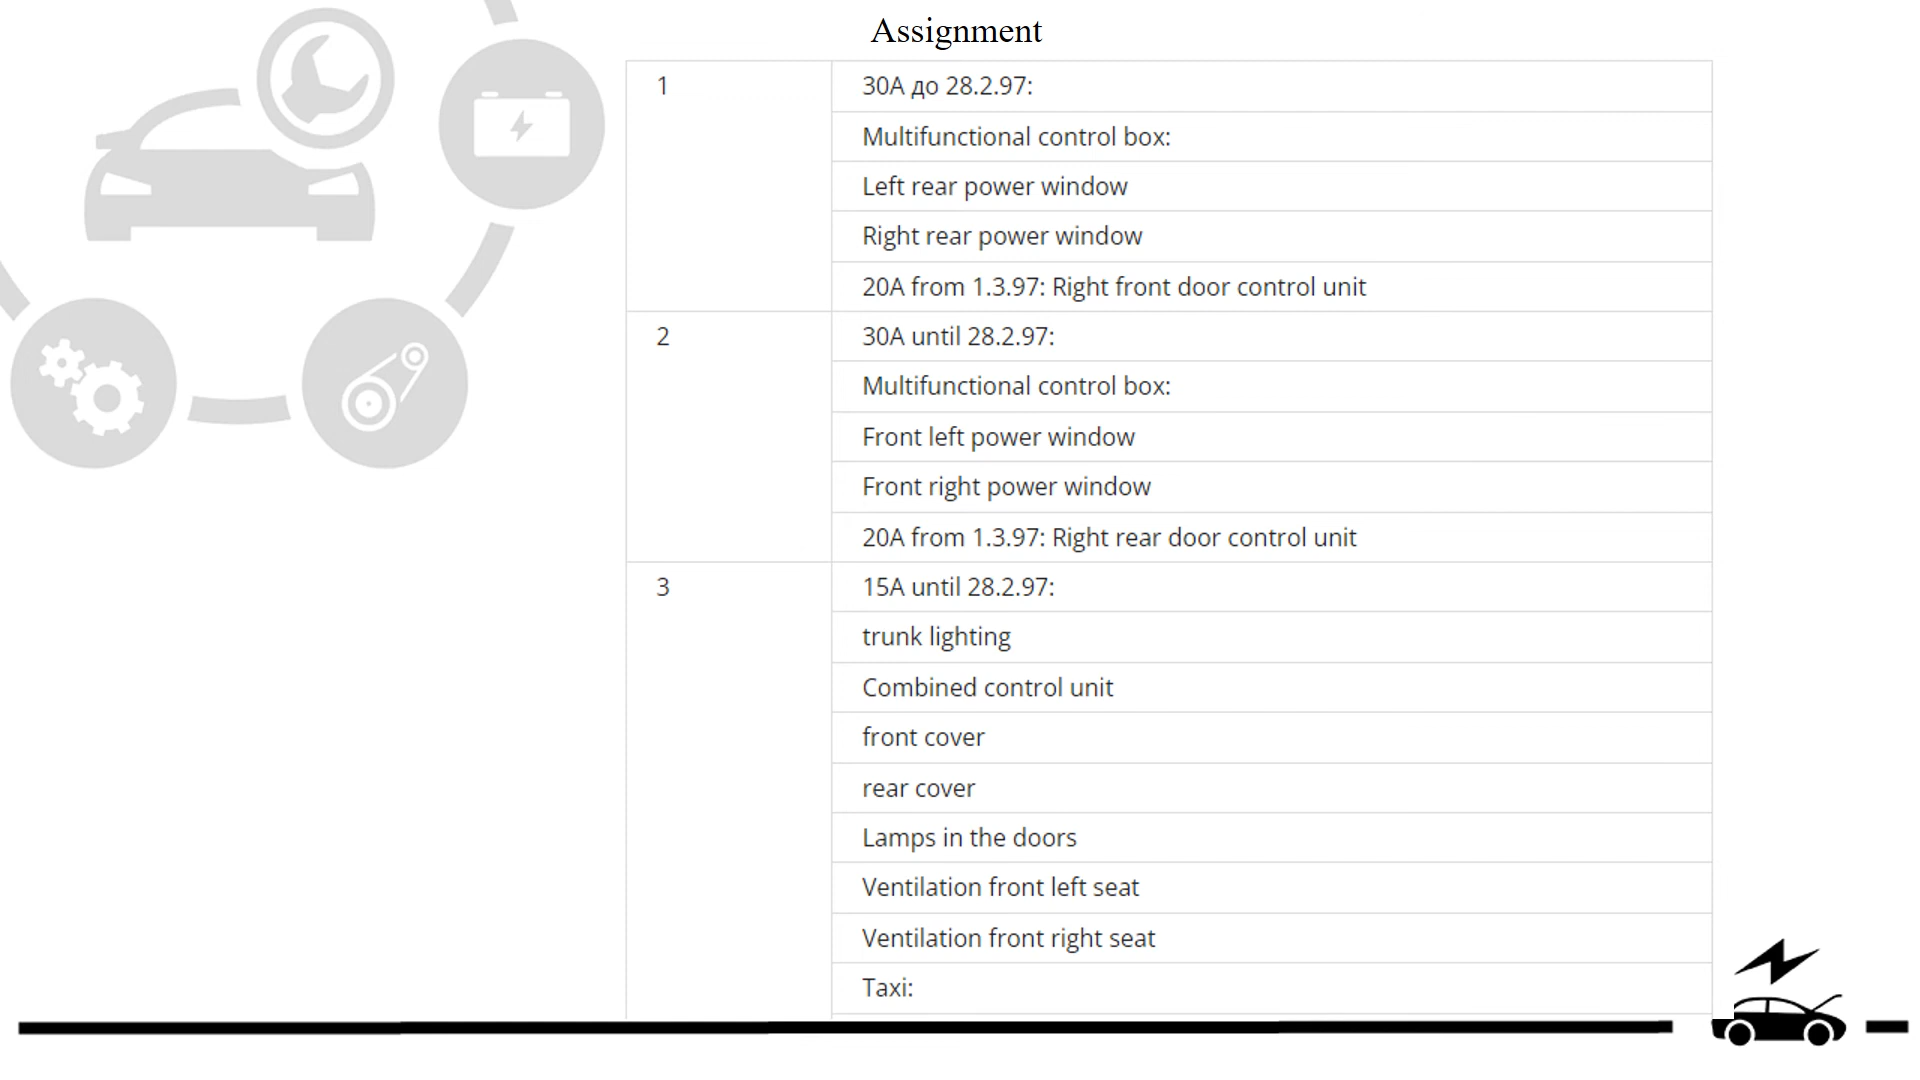 Assignment
1
30A до 28.2.97:
Multifunctional control box:
Left rear power window
Right rear power window
20A from 1.3.97: Right front door control unit
2
30A until 28.2.97:
Multifunctional control box:
Front left power window
Front right power window
20A from 1.3.97: Right rear door control unit
3
15A until 28.2.97:
trunk lighting
Combined control unit
front cover
rear cover
Lamps in the doors
Ventilation front left seat
Ventilation front right seat
Taxi: